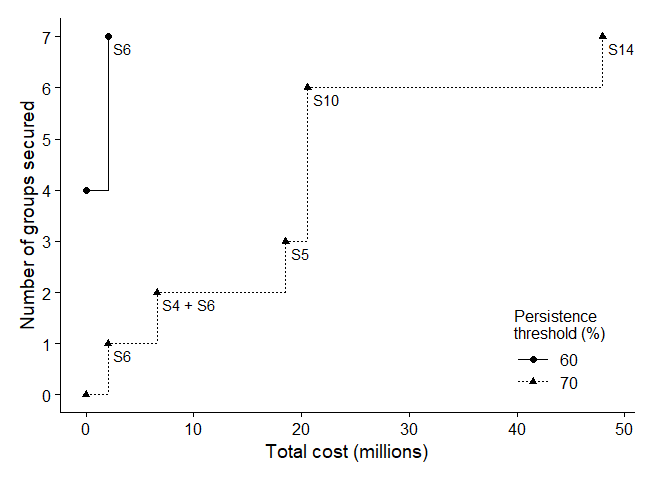 Number of groups secured
7
6
5
4
3
2
1
0
S6
S14
S10
S5
S4 + S6
S6
Persistence
threshold (%)
60
70
0 10 20 30 40 50
Total cost (millions)